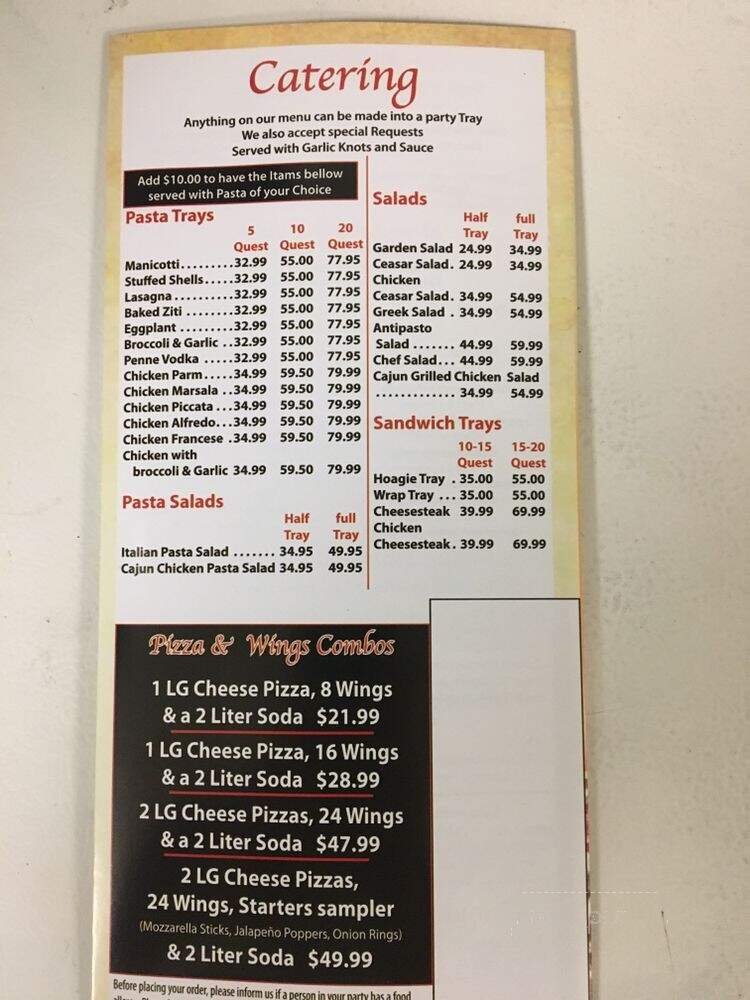 Catering
Anything on our menu can be made into a party Tray
We also accept special Requests
Served with Garlic Knots and Sauce
Add $10.00 to have the Itams bellow
served with Pasta of your Choice
Pasta Trays
5 10 20
Quest Quest Quest
Manicotti.........32.99 55.00 77.95
Stuffed Shells.....32.99 55.00 77.95
Lasagna..........32.99 55.00 77.95
Baked Ziti ........32.99 55.00 77.95
Eggplant .........32.99 55.00 77.95
Broccoli & Garlic ..32.99 55.00 77.95
Penne Vodka .....32.99 55.00 77.95
Chicken Parm.....34.99 59.50 79.99
Chicken Marsala ..34.99 59.50 79.99
Chicken Piccata ...34.99 59.50 79.99
Chicken Alfredo...34.99 59.50 79.99
Chicken Francese .34.99 59.50 79.99
Chicken with
broccoli & Garlic 34.99 59.50 79.99
Pasta Salads
Half full
Tray Tray
Italian Pasta Salad ....... 34.95 49.95
Cajun Chicken Pasta Salad 34.95 49.95
Salads
Half full
Tray Tray
Garden Salad 24.99 34.99
Ceasar Salad. 24.99 34.99
Chicken
Ceasar Salad. 34.99 54.99
Greek Salad . 34.99 54.99
Antipasto
Salad ....... 44.99 59.99
Chef Salad... 44.99 59.99
Cajun Grilled Chicken Salad
............. 34.99 54.99
Sandwich Trays
10-15 15-20
Quest Quest
Hoagie Tray . 35.00 55.00
Wrap Tray ... 35.00 55.00
Cheesesteak 39.99 69.99
Chicken
Cheesesteak. 39.99 69.99
Pizza & Wings Combos
1 LG Cheese Pizza, 8 Wings
& a 2 Liter Soda $21.99
1 LG Cheese Pizza, 16 Wings
& a 2 Liter Soda $28.99
2 LG Cheese Pizzas, 24 Wings
& a 2 Liter Soda $47.99
2 LG Cheese Pizzas,
24 Wings, Starters sampler
(Mozzarella Sticks, Jalapeño Poppers, Onion Rings)
& 2 Liter Soda $49.99
Before placing your order, please inform us if a person in your party has a food